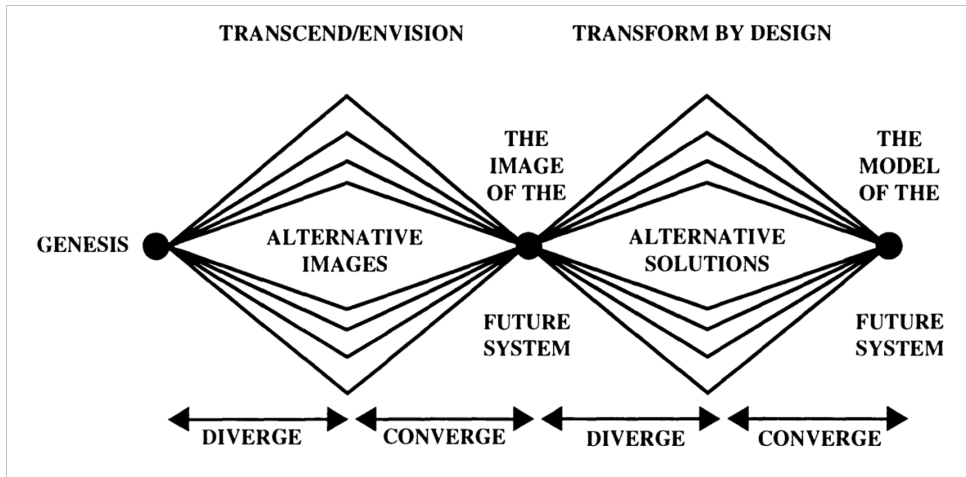 TRANSCEND/ENVISION
TRANSFORM BY DESIGN
THE
IMAGE
OF THE
THE
MODEL
OF THE
GENESIS
ALTERNATIVE
IMAGES
ALTERNATIVE
SOLUTIONS
FUTURE
SYSTEM
FUTURE
SYSTEM
DIVERGE
CONVERGE
DIVERGE
CONVERGE